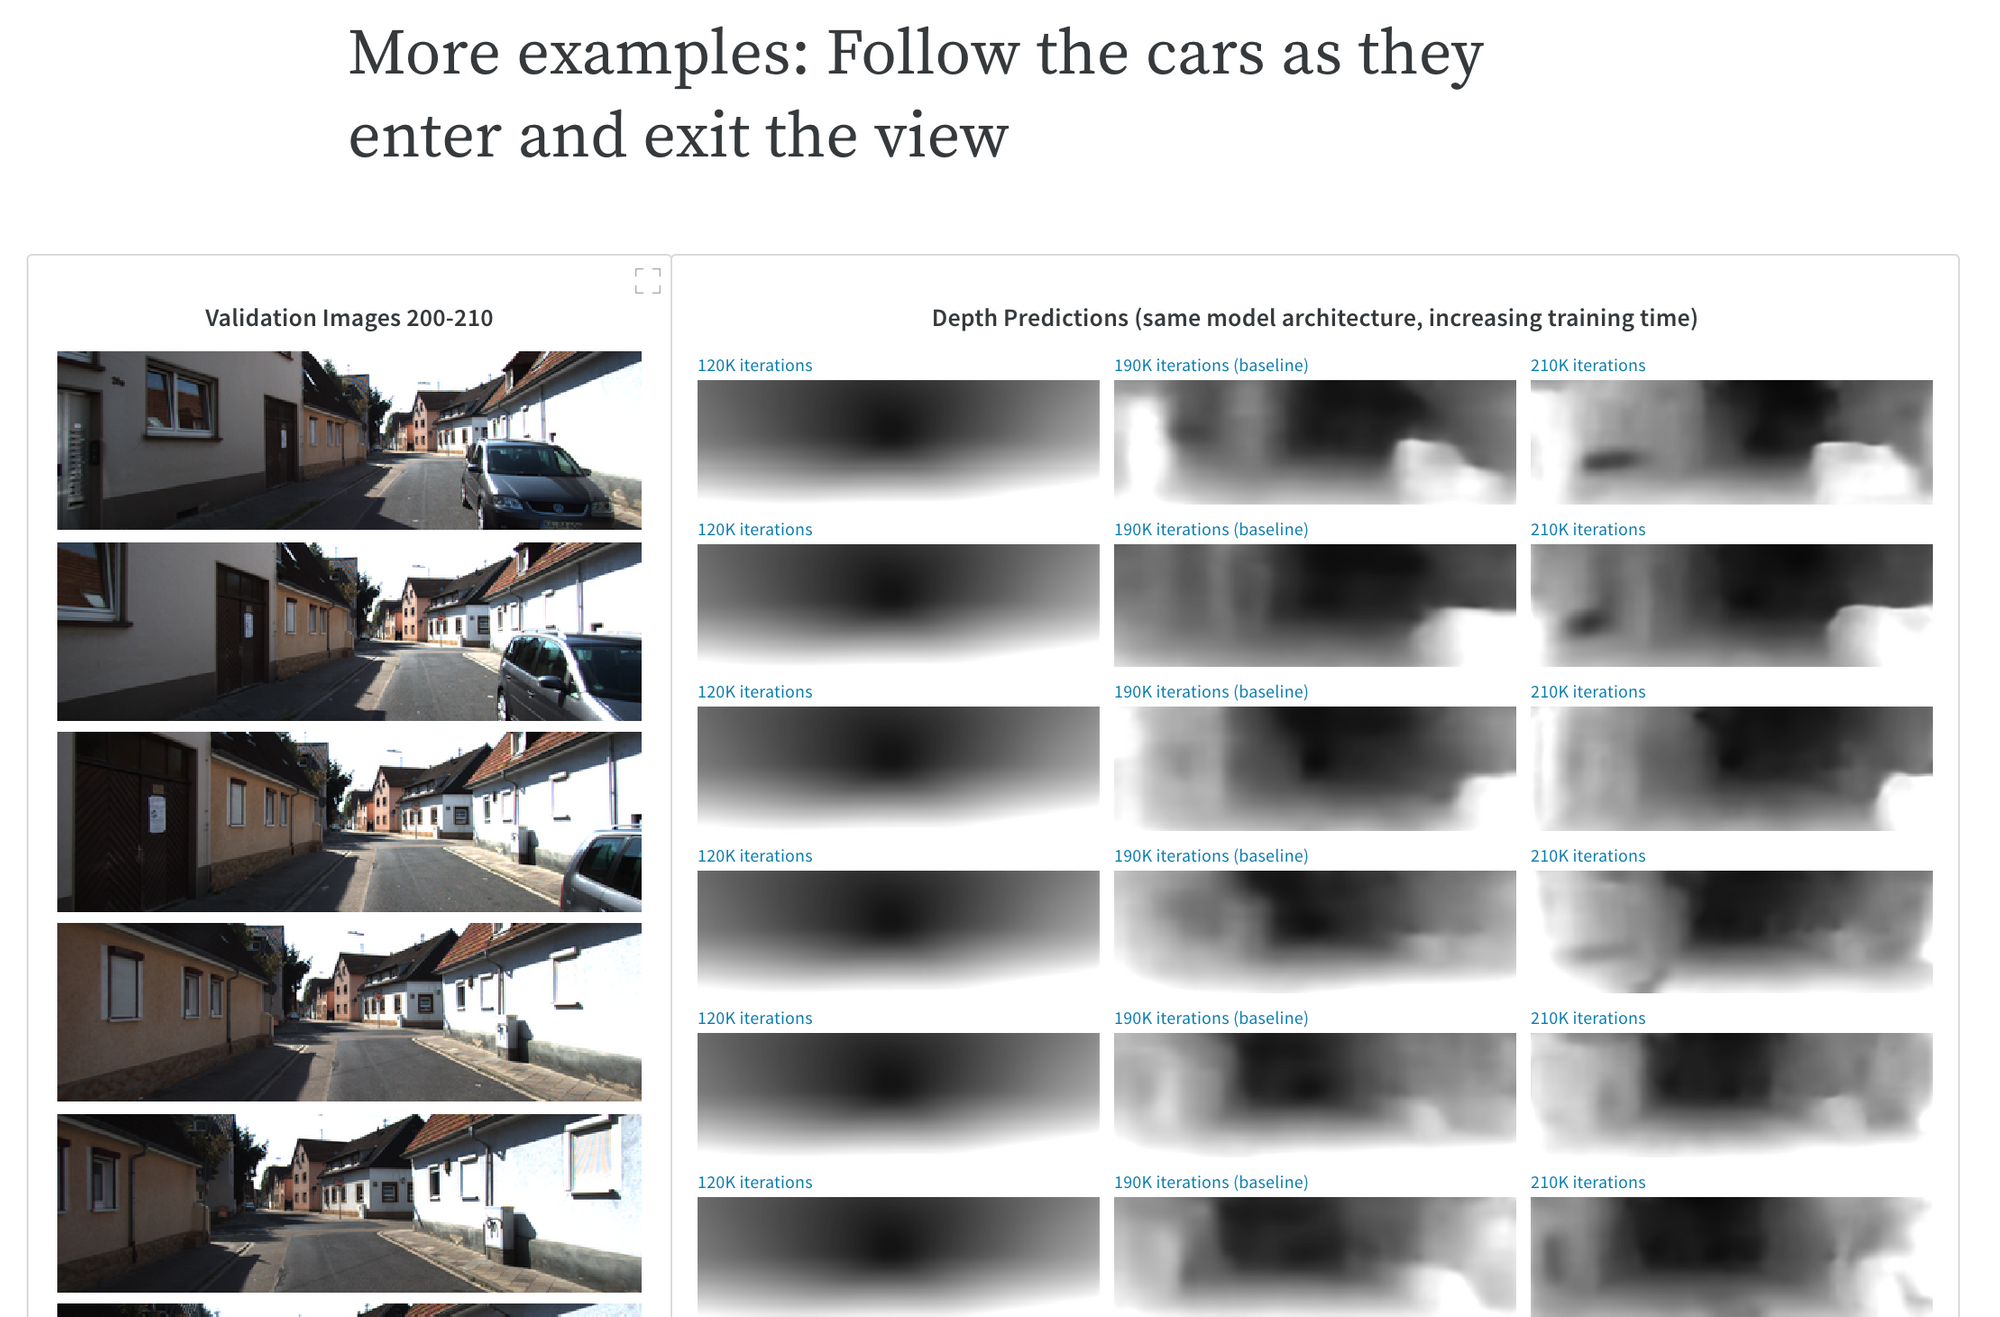 More examples: Follow the cars as they
enter and exit the view
Validation Images 200-210
Depth Predictions (same model architecture, increasing training time)
120K iterations
190K iterations (baseline)
210K iterations
120K iterations
190K iterations (baseline)
210K iterations
120K iterations
190K iterations (baseline)
210K iterations
120K iterations
190K iterations (baseline)
210K iterations
120K iterations
190K iterations (baseline)
210K iterations
120K iterations
190K iterations (baseline)
210K iterations